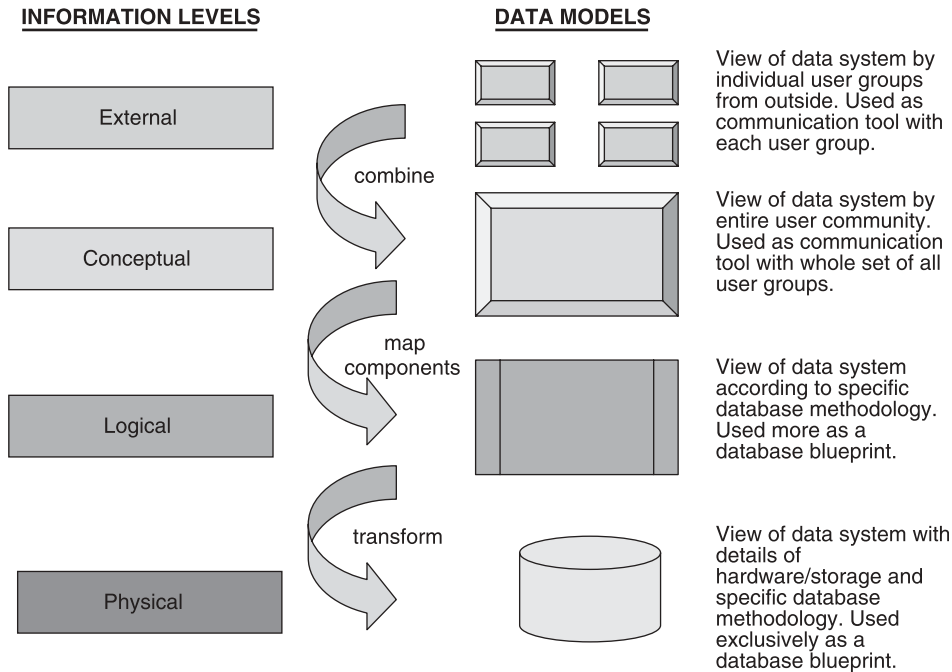 INFORMATION LEVELS
DATA MODELS
External
combine
View of data system by
individual user groups
from outside. Used as
communication tool with
each user group.
Conceptual
View of data system by
entire user community.
Used as communication
tool with whole set of all
user groups.
map
components
Logical
View of data system
according to specific
database methodology.
Used more as a
database blueprint.
transform
Physical
View of data system with
details of
hardware/storage and
specific database
methodology. Used
exclusively as a
database blueprint.